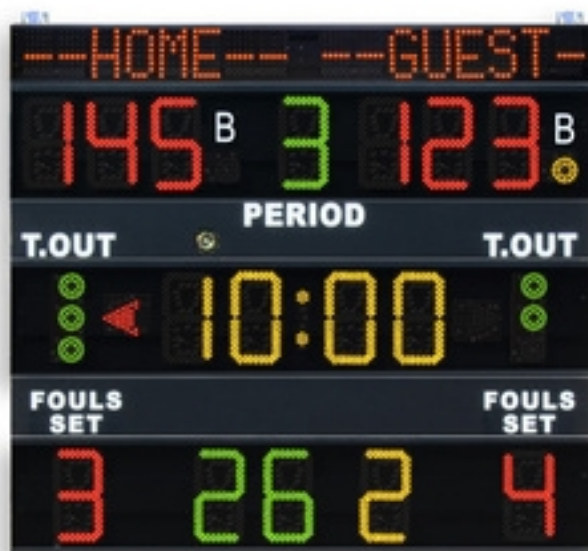 --HOME-- --GUEST-
145 B 3 123 B
PERIOD
T.OUT T.OUT
10:00
FOULS SET FOULS SET
3 26 2 4